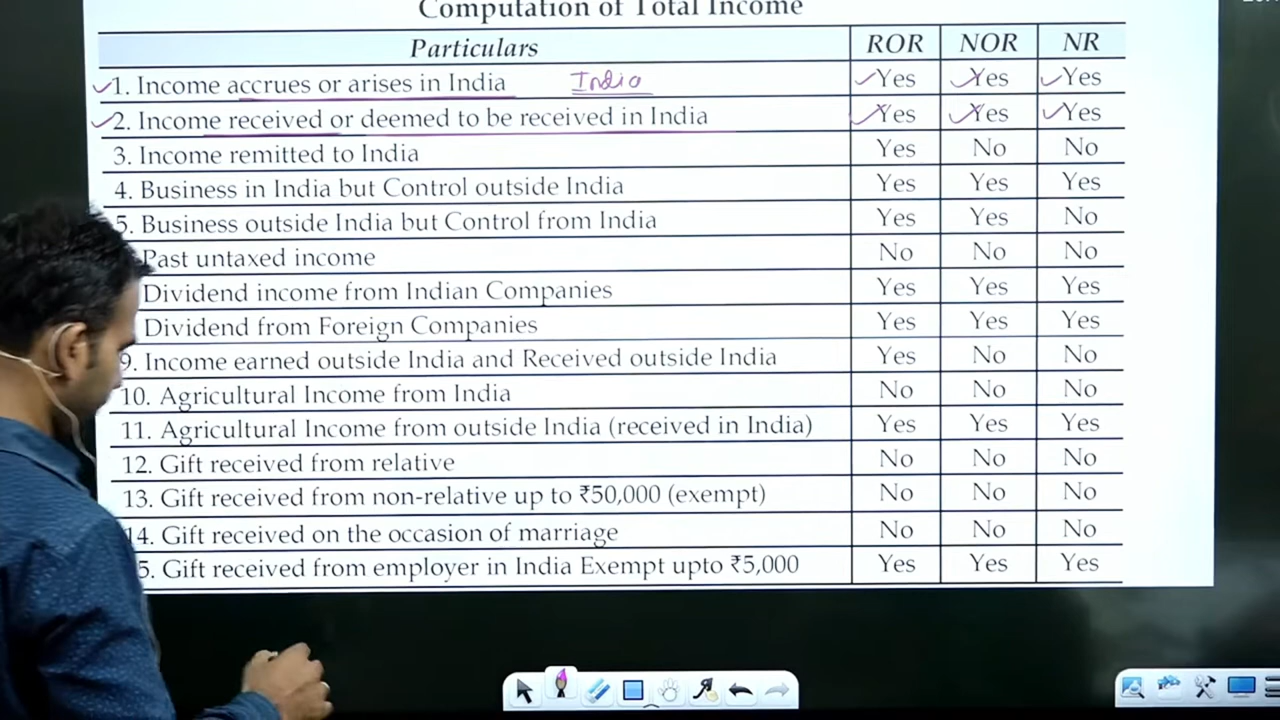 Computation of Total Income
Particulars ROR NOR NR
1. Income accrues or arises in India India Yes Yes Yes
2. Income received or deemed to be received in India Yes Yes Yes
3. Income remitted to India Yes No No
4. Business in India but Control outside India Yes Yes Yes
5. Business outside India but Control from India Yes Yes No
Past untaxed income No No No
Dividend income from Indian Companies Yes Yes Yes
Dividend from Foreign Companies Yes Yes Yes
9. Income earned outside India and Received outside India Yes No No
10. Agricultural Income from India No No No
11. Agricultural Income from outside India (received in India) Yes Yes Yes
12. Gift received from relative No No No
13. Gift received from non-relative up to ₹50,000 (exempt) No No No
14. Gift received on the occasion of marriage No No No
5. Gift received from employer in India Exempt upto ₹5,000 Yes Yes Yes